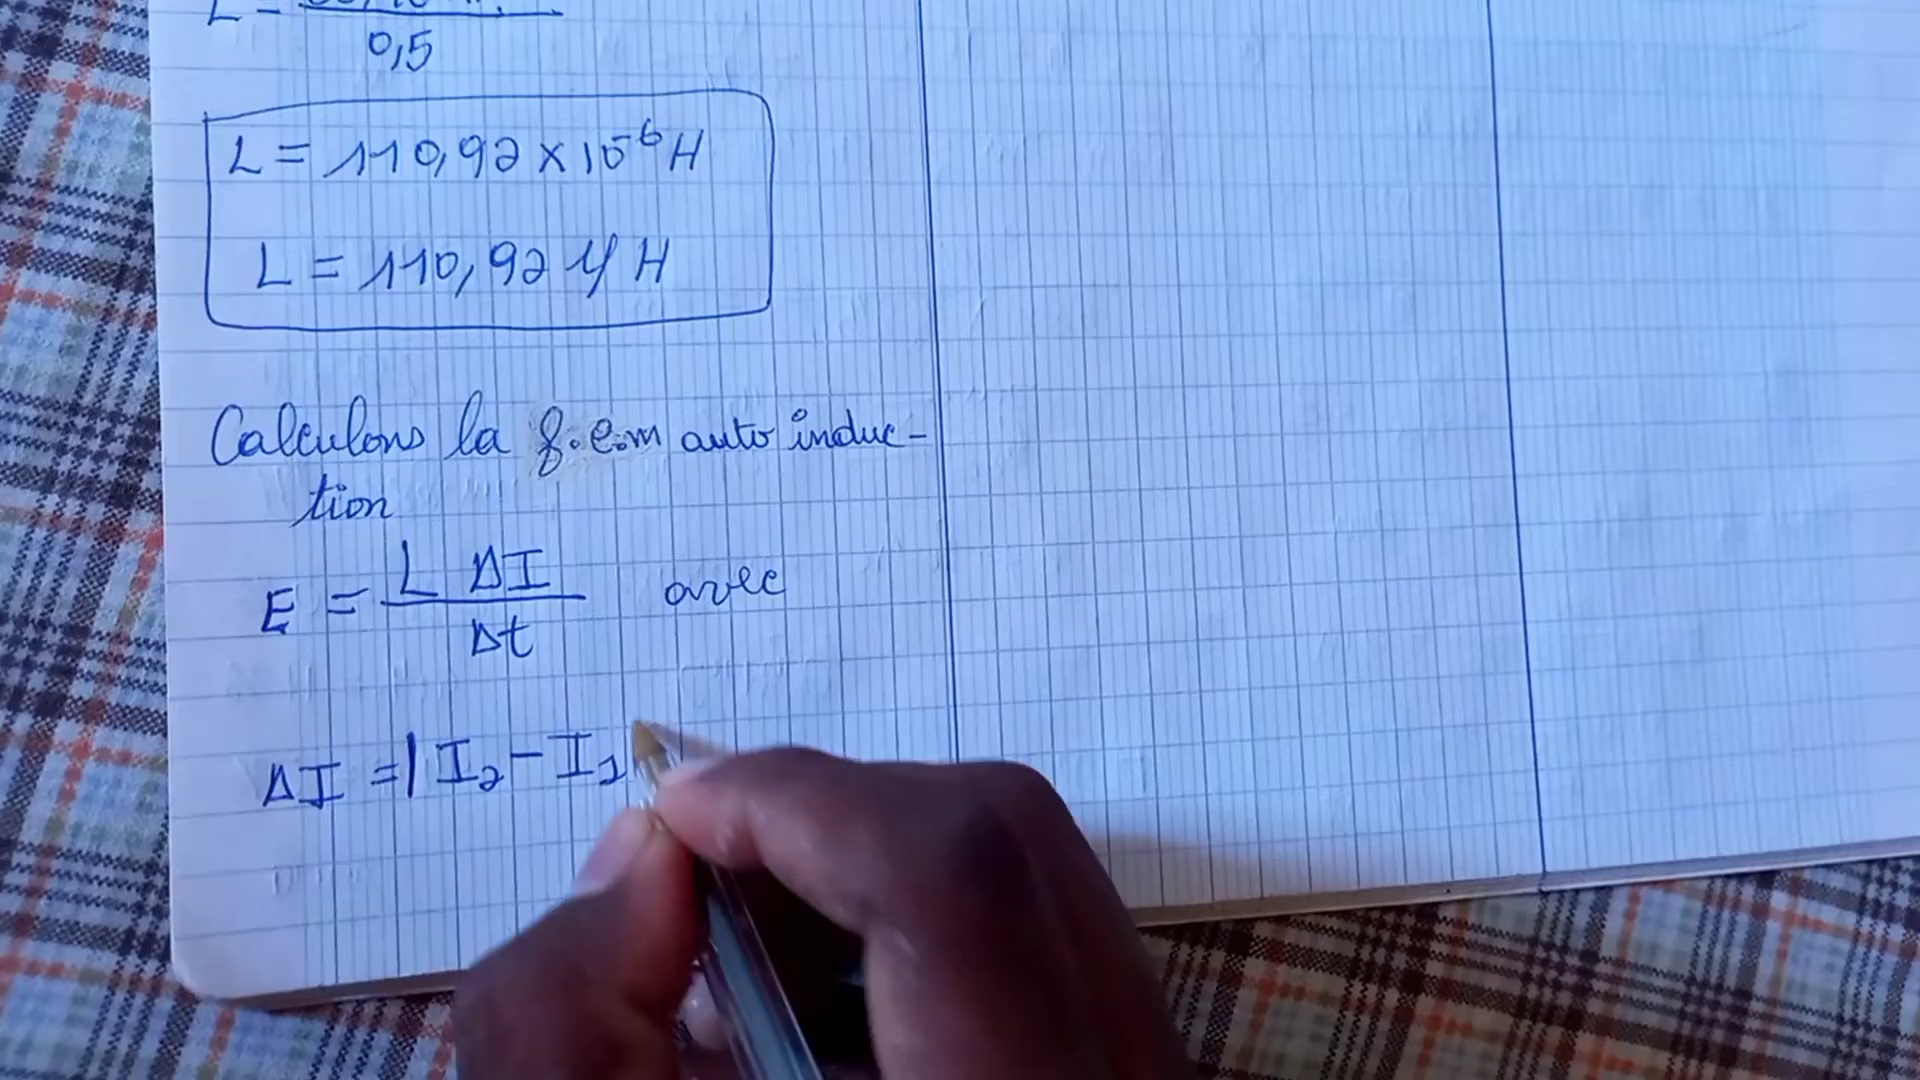 0,5
L = 110,92 x 10⁻⁶ H
L = 110,92 μ H
Calculons la f.e.m auto induc-
tion
E = L ΔI / Δt avec
ΔI = | I₂ - I₁